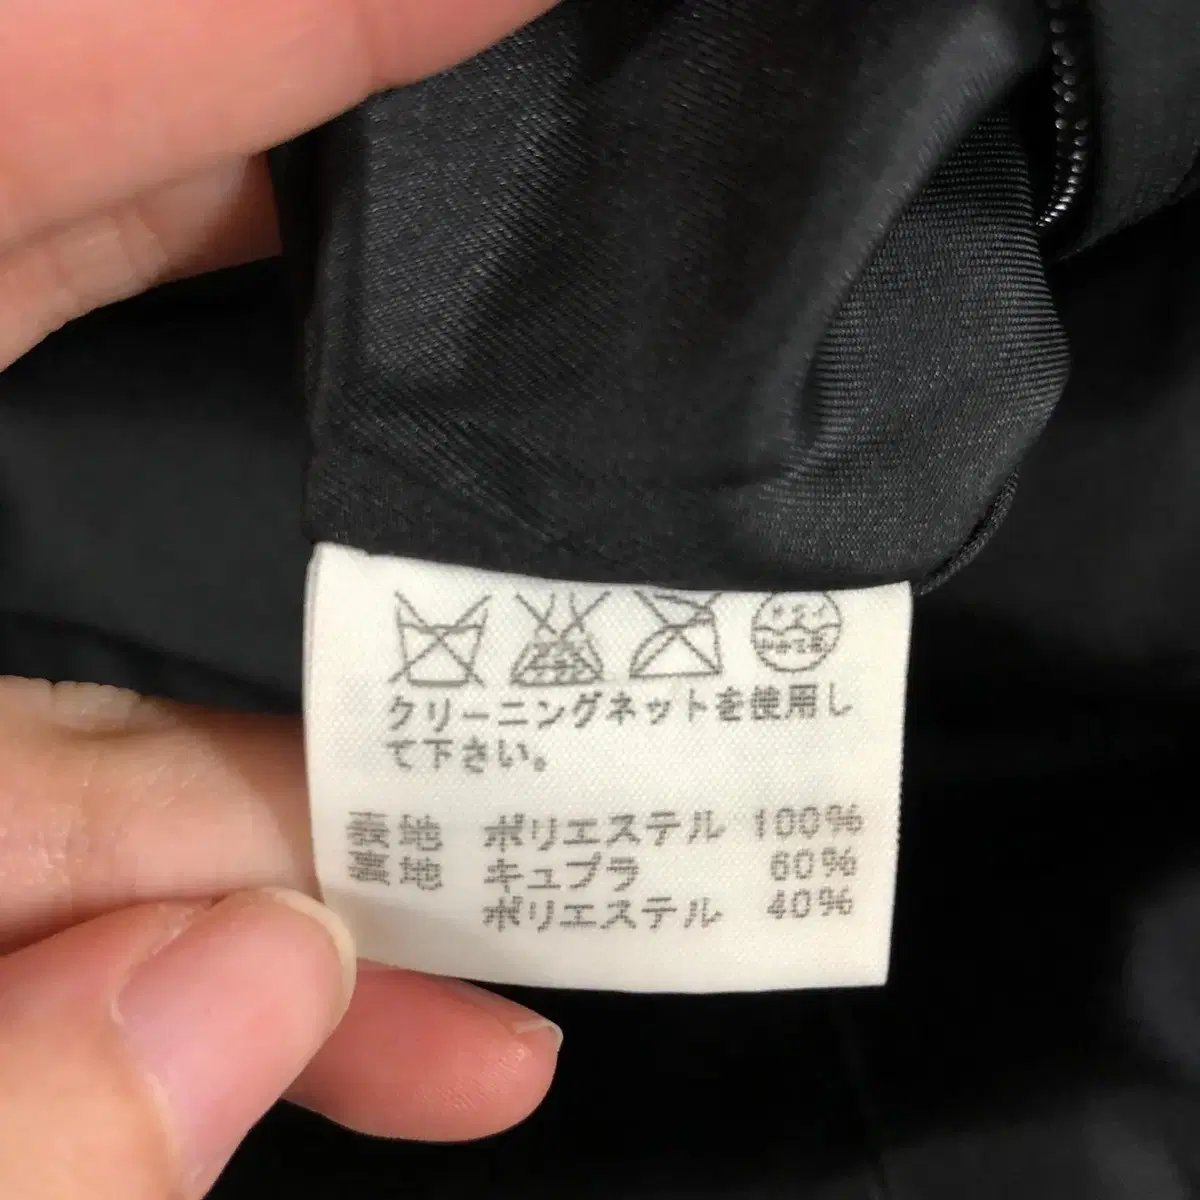 クリーニングネットを使用し
て下さい。
表地 ポリエステル 100%
裏地 キュプラ 60%
ポリエステル 40%